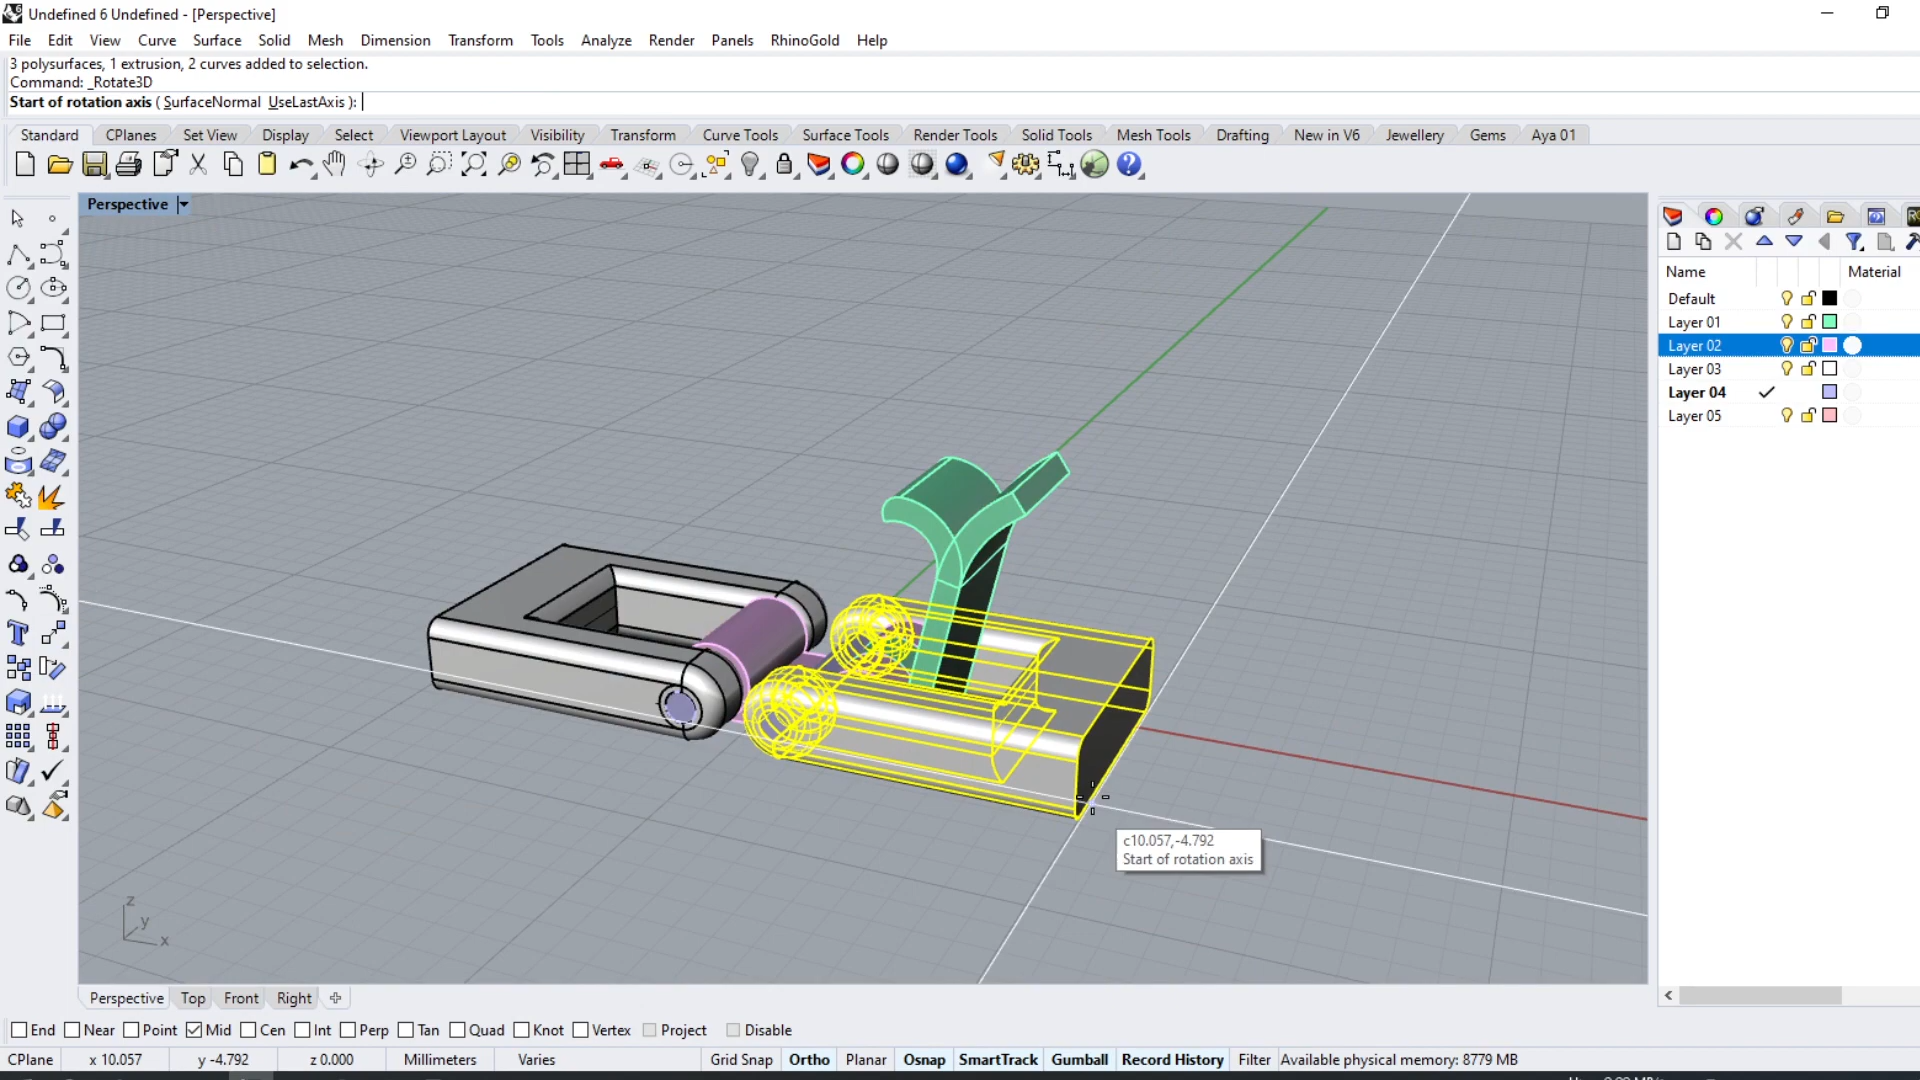 Undefined 6 Undefined - [Perspective]
File Edit View Curve Surface Solid Mesh Dimension Transform Tools Analyze Render Panels RhinoGold Help
3 polysurfaces, 1 extrusion, 2 curves added to selection.
Command: _Rotate3D
Start of rotation axis ( SurfaceNormal UseLastAxis ):
Standard CPlanes Set View Display Select Viewport Layout Visibility Transform Curve Tools Surface Tools Render Tools Solid Tools Mesh Tools Drafting New in V6 Jewellery Gems Aya 01
Perspective
Name Material
Default
Layer 01
Layer 02
Layer 03
Layer 04
Layer 05
c10.057,-4.792
Start of rotation axis
z
y
x
Perspective Top Front Right
End Near Point Mid Cen Int Perp Tan Quad Knot Vertex Project Disable
CPlane x 10.057 y -4.792 z 0.000 Millimeters Varies Grid Snap Ortho Planar Osnap SmartTrack Gumball Record History Filter Available physical memory: 8779 MB